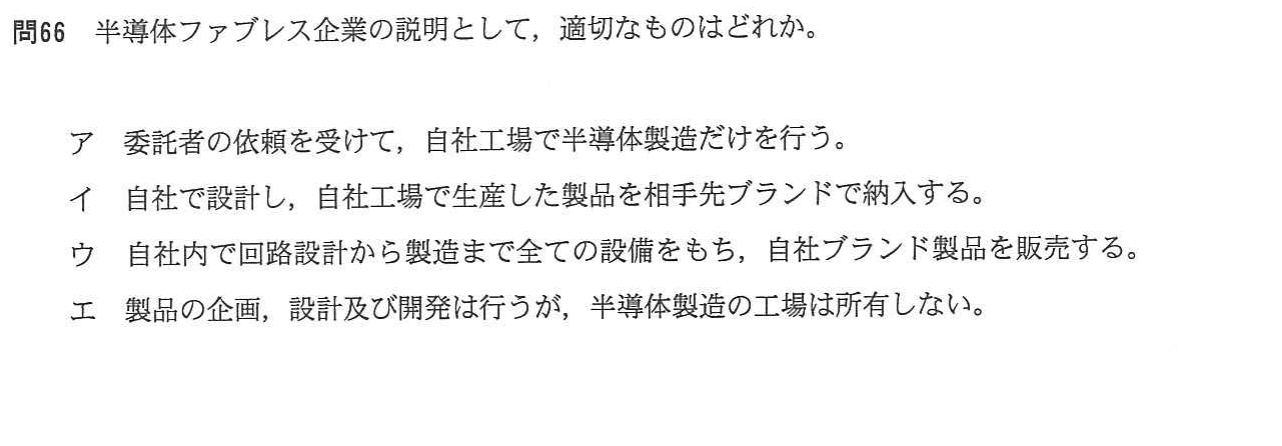 問66 半導体ファブレス企業の説明として，適切なものはどれか。
ア 委託者の依頼を受けて，自社工場で半導体製造だけを行う。
イ 自社で設計し，自社工場で生産した製品を相手先ブランドで納入する。
ウ 自社内で回路設計から製造まで全ての設備をもち，自社ブランド製品を販売する。
エ 製品の企画，設計及び開発は行うが，半導体製造の工場は所有しない。